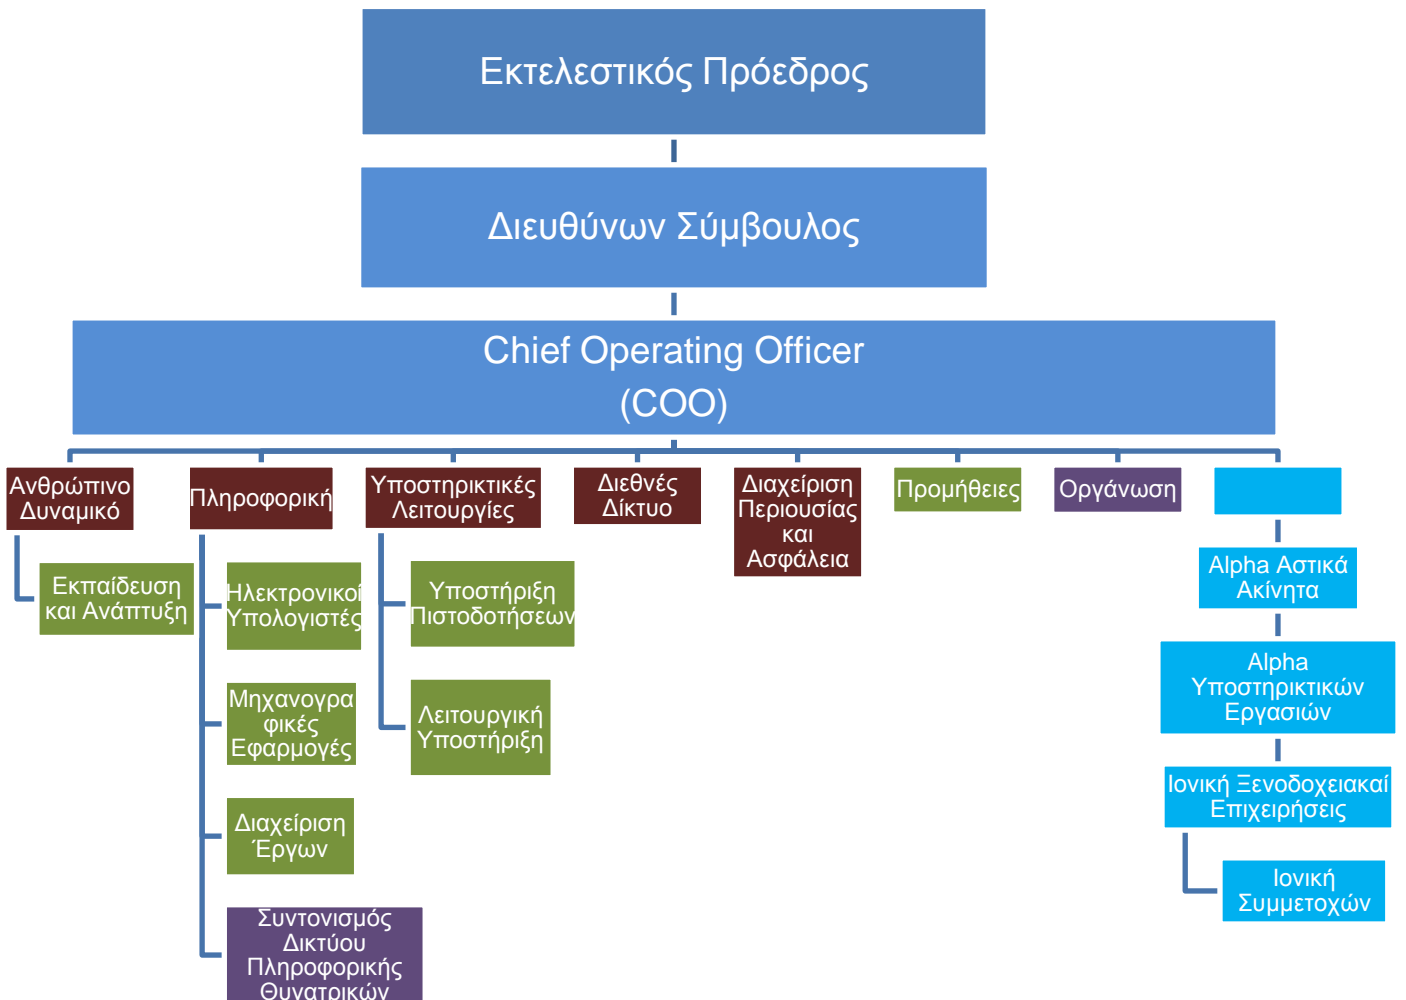 Εκτελεστικός Πρόεδρος
Διευθύνων Σύμβουλος
Chief Operating Officer
(COO)
Ανθρώπινο
Δυναμικό
Πληροφορική
Υποστηρικτικές
Λειτουργίες
Διεθνές
Δίκτυο
Διαχείριση
Περιουσίας
και
Ασφάλεια
Προμήθειες
Οργάνωση
Εκπαίδευση
και Ανάπτυξη
Ηλεκτρονικοί
Υπολογιστές
Μηχανογρα
φικές
Εφαρμογές
Διαχείριση
Έργων
Συντονισμός
Δικτύου
Πληροφορικής
Θυγατρικών
Υποστήριξη
Πιστοδοτήσεων
Λειτουργική
Υποστήριξη
Alpha Αστικά
Ακίνητα
Alpha
Υποστηρικτικών
Εργασιών
Ιονική Ξενοδοχειακαί
Επιχειρήσεις
Ιονική
Συμμετοχών